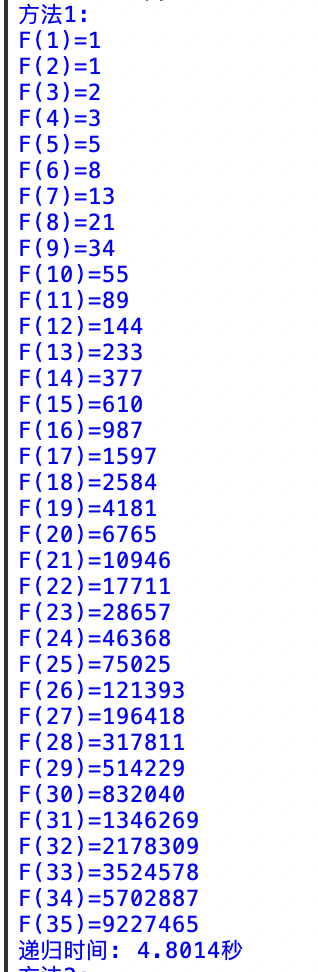 方法1:
F(1)=1
F(2)=1
F(3)=2
F(4)=3
F(5)=5
F(6)=8
F(7)=13
F(8)=21
F(9)=34
F(10)=55
F(11)=89
F(12)=144
F(13)=233
F(14)=377
F(15)=610
F(16)=987
F(17)=1597
F(18)=2584
F(19)=4181
F(20)=6765
F(21)=10946
F(22)=17711
F(23)=28657
F(24)=46368
F(25)=75025
F(26)=121393
F(27)=196418
F(28)=317811
F(29)=514229
F(30)=832040
F(31)=1346269
F(32)=2178309
F(33)=3524578
F(34)=5702887
F(35)=9227465
递归时间: 4.8014秒